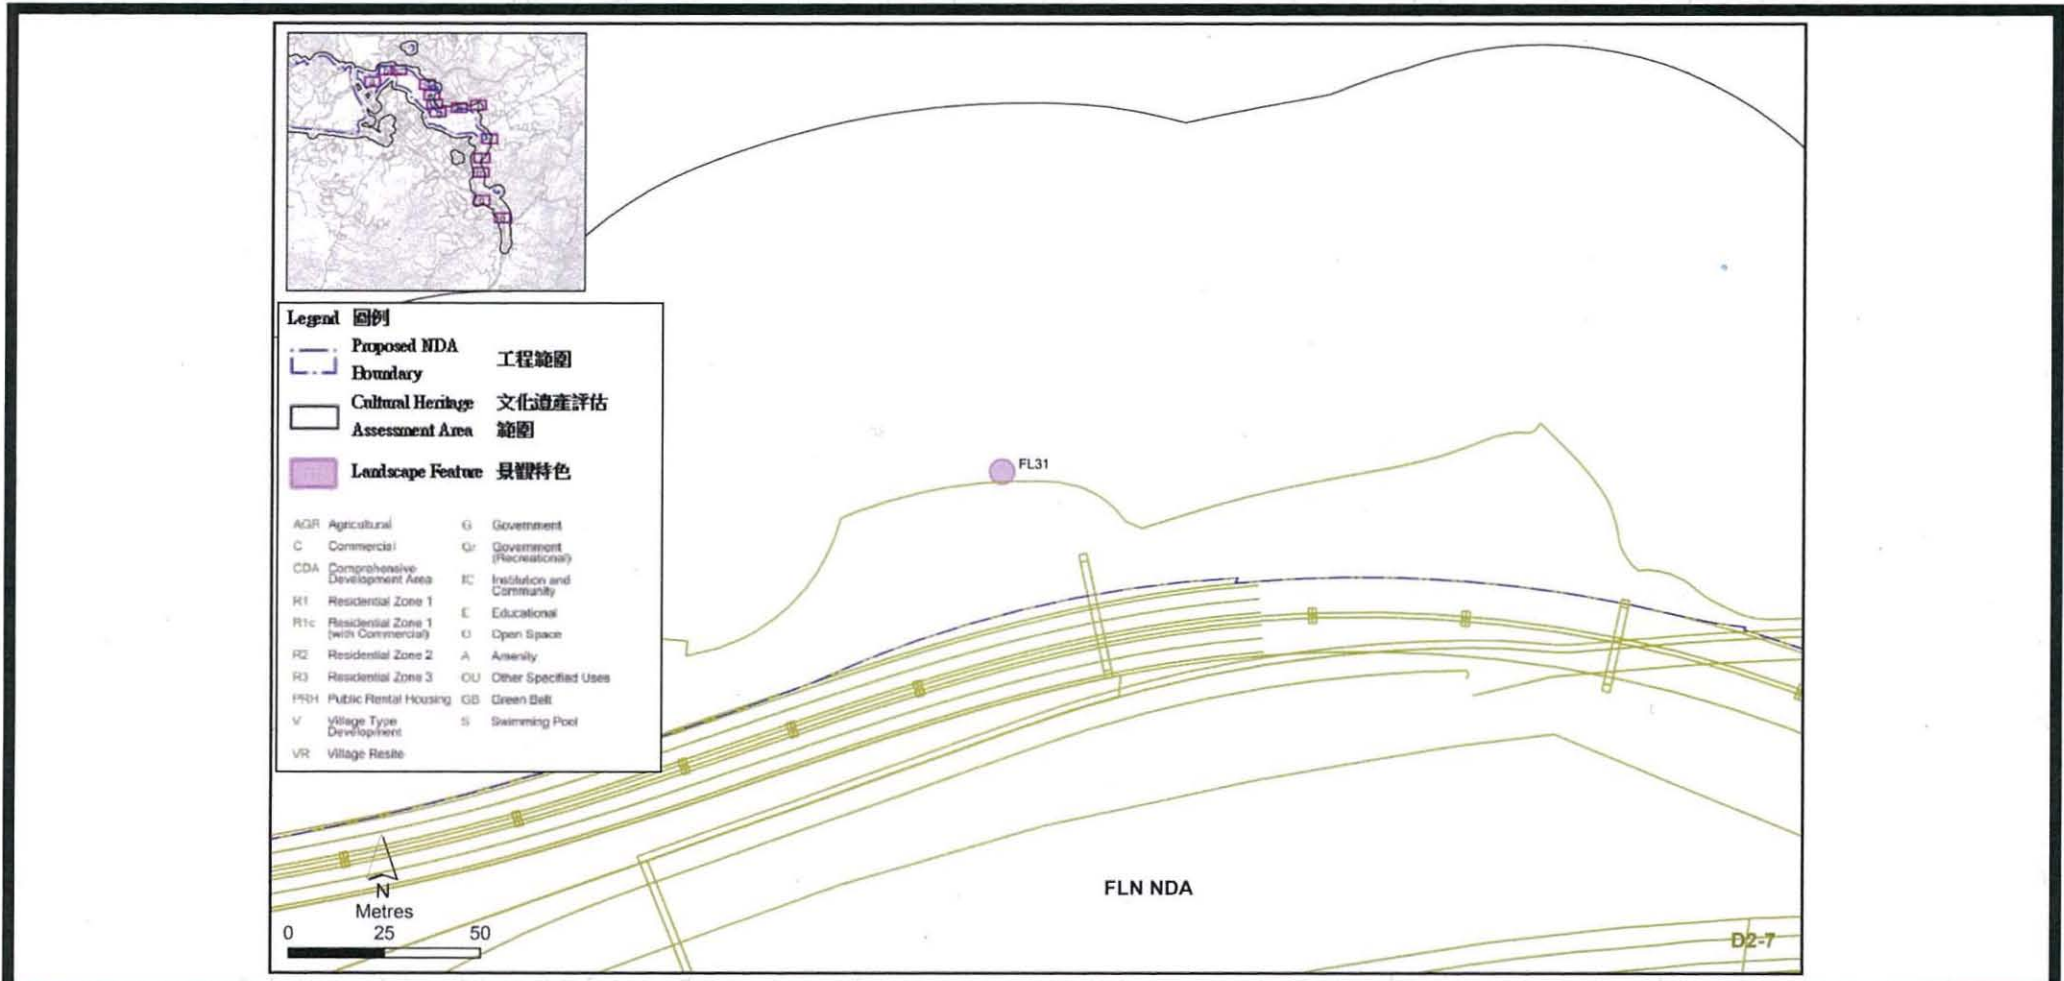 Legend 圖例
Proposed NDA Boundary 工程範圍
Cultural Heritage Assessment Area 文化遺產評估範圍
Landscape Feature 景觀特色
AGR Agricultural
C Commercial
CDA Comprehensive Development Area
R1 Residential Zone 1
R1c Residential Zone 1 (with Commercial)
R2 Residential Zone 2
R3 Residential Zone 3
PRH Public Rental Housing
V Village Type Development
VR Village Resite
G Government
Gr Government (Recreational)
IC Institution and Community
E Educational
O Open Space
A Amenity
OU Other Specified Uses
GB Green Belt
S Swimming Pool
FL31
FLN NDA
D2-7
N
Metres
0 25 50